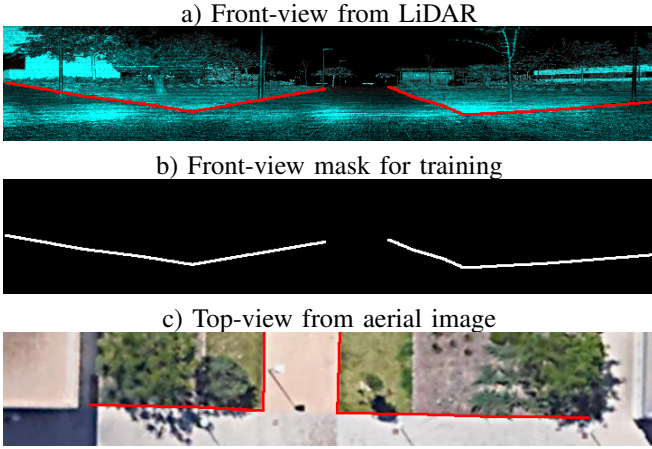 a) Front-view from LiDAR
b) Front-view mask for training
c) Top-view from aerial image